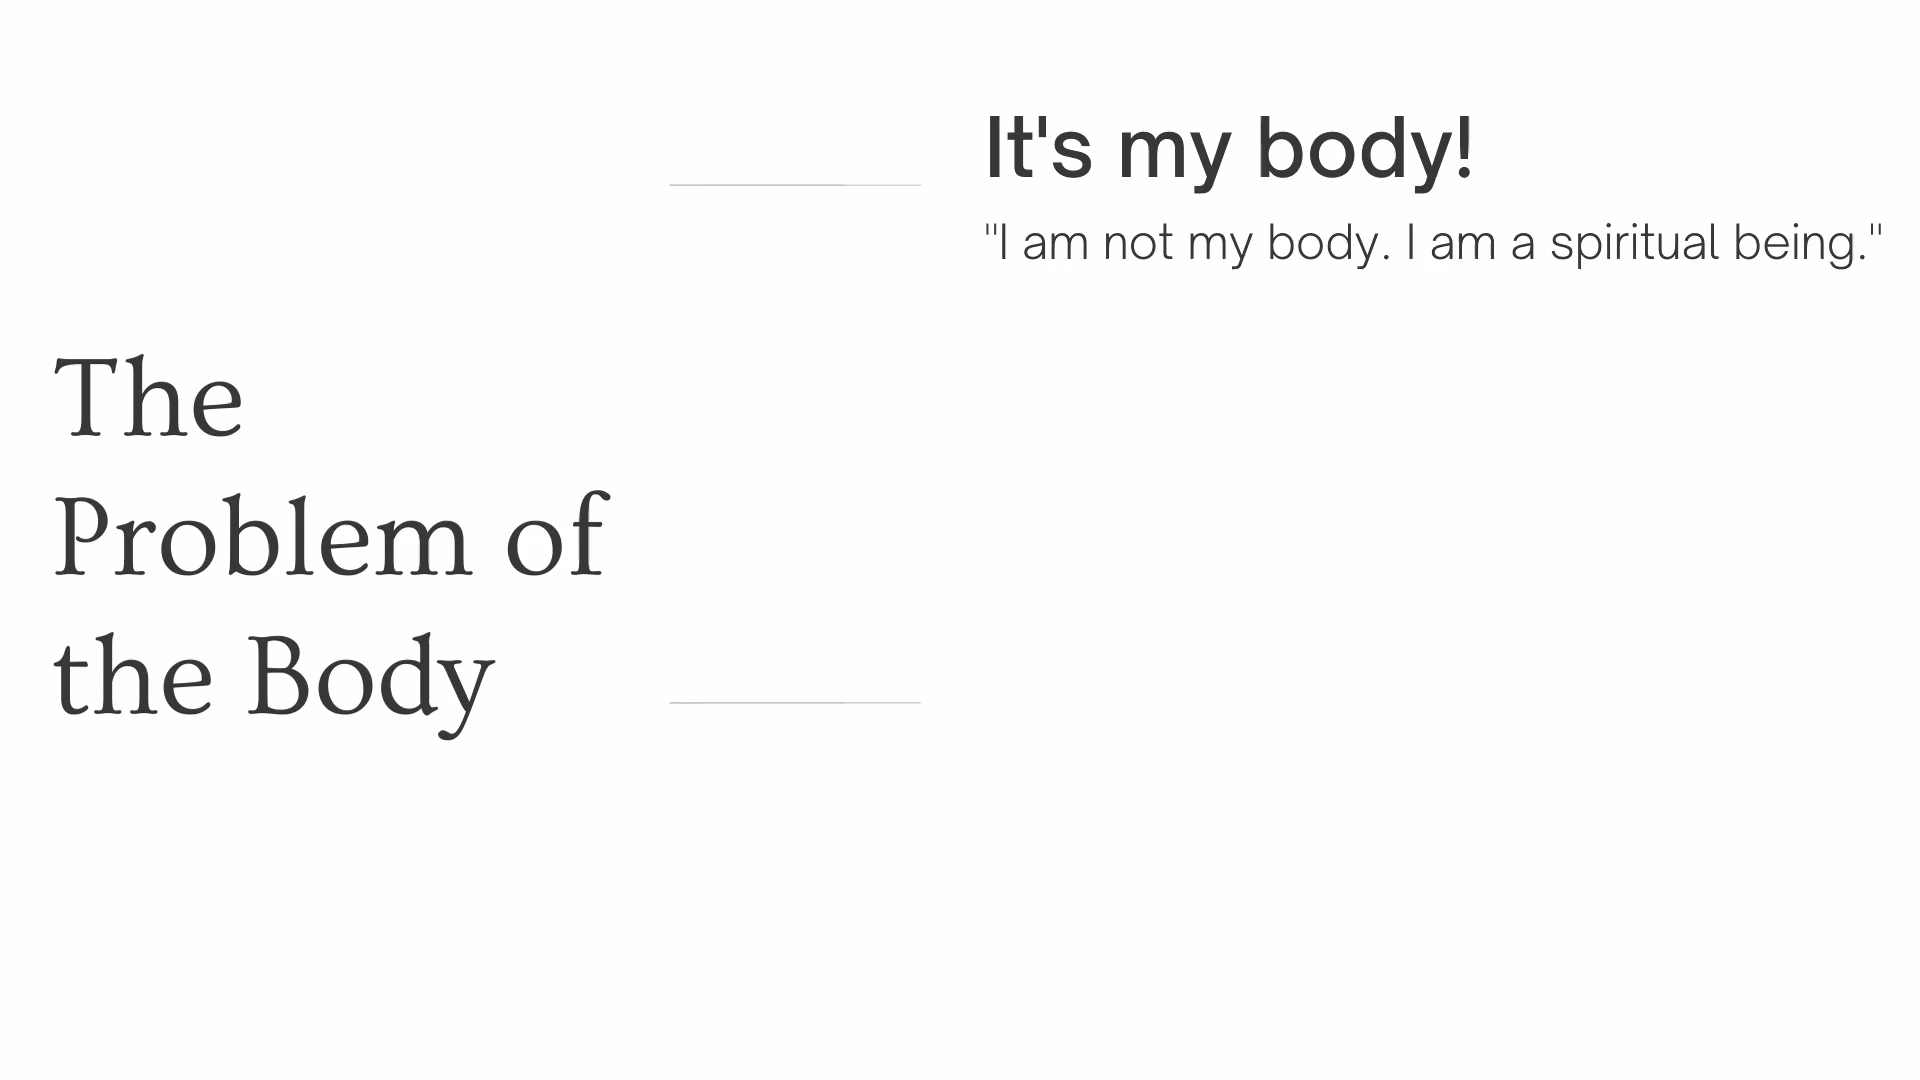 The
Problem of
the Body
It's my body!
"I am not my body. I am a spiritual being."